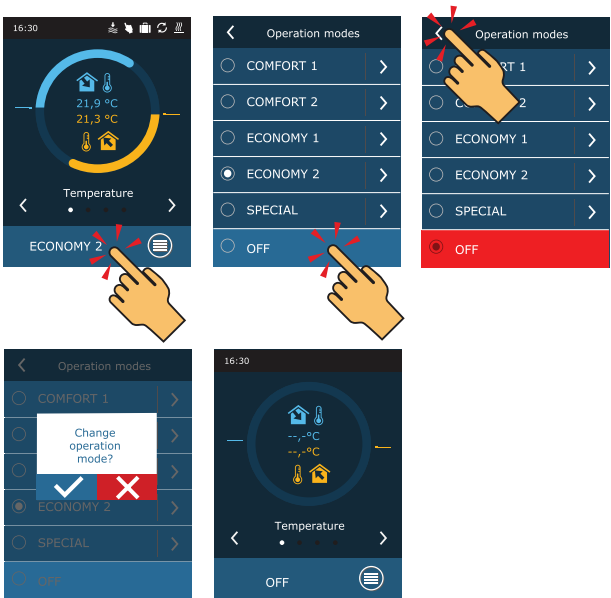 16:30
21,9 °C
21,3 °C
Temperature
ECONOMY 2
Operation modes
COMFORT 1
COMFORT 2
ECONOMY 1
ECONOMY 2
SPECIAL
OFF
Operation modes
RT 1
2
ECONOMY 1
ECONOMY 2
SPECIAL
OFF
Operation modes
COMFORT 1
Change
operation
mode?
ECONOMY 2
SPECIAL
OFF
16:30
--,-°C
--,-°C
Temperature
OFF